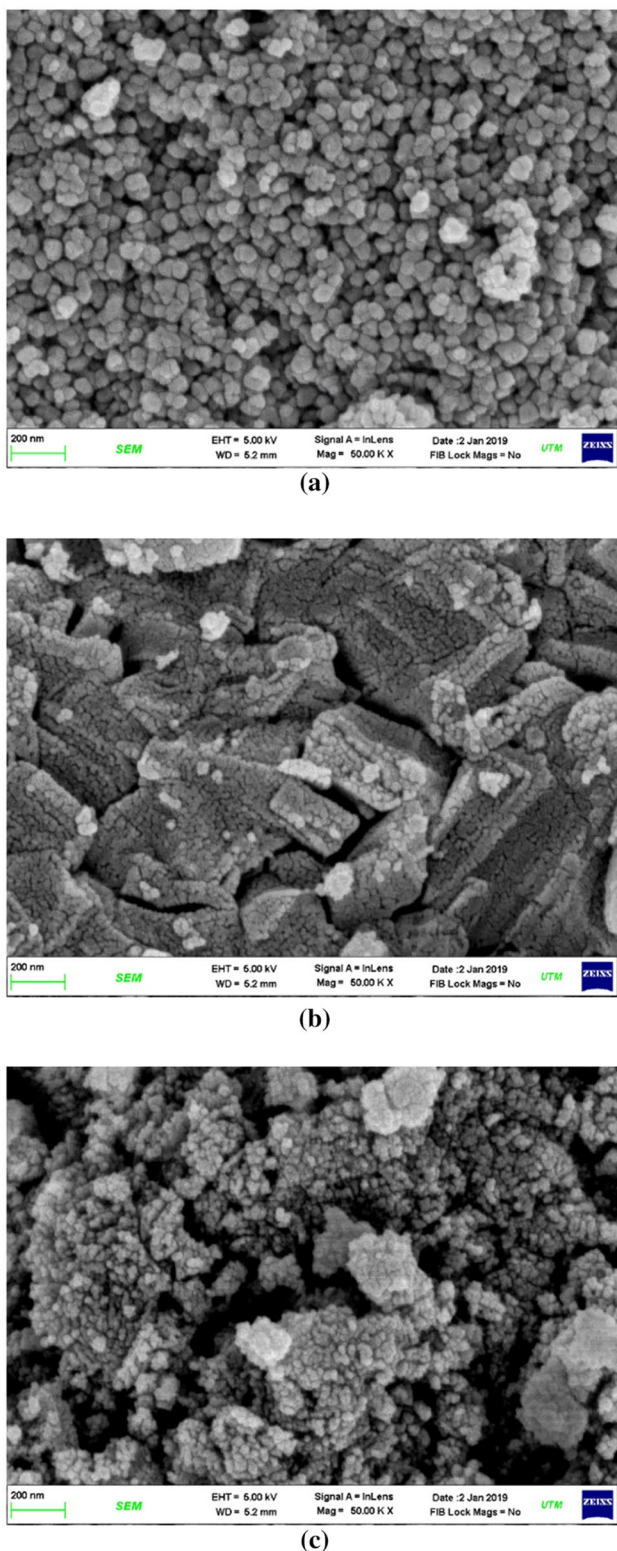 200 nm
SEM
EHT = 5.00 kV
WD = 5.2 mm
Signal A = InLens
Mag = 50.00 K X
Date :2 Jan 2019
FIB Lock Mags = No
UTM
ZEISS
(a)
200 nm
SEM
EHT = 5.00 kV
WD = 5.2 mm
Signal A = InLens
Mag = 50.00 K X
Date :2 Jan 2019
FIB Lock Mags = No
UTM
ZEISS
(b)
200 nm
SEM
EHT = 5.00 kV
WD = 5.2 mm
Signal A = InLens
Mag = 50.00 K X
Date :2 Jan 2019
FIB Lock Mags = No
UTM
ZEISS
(c)